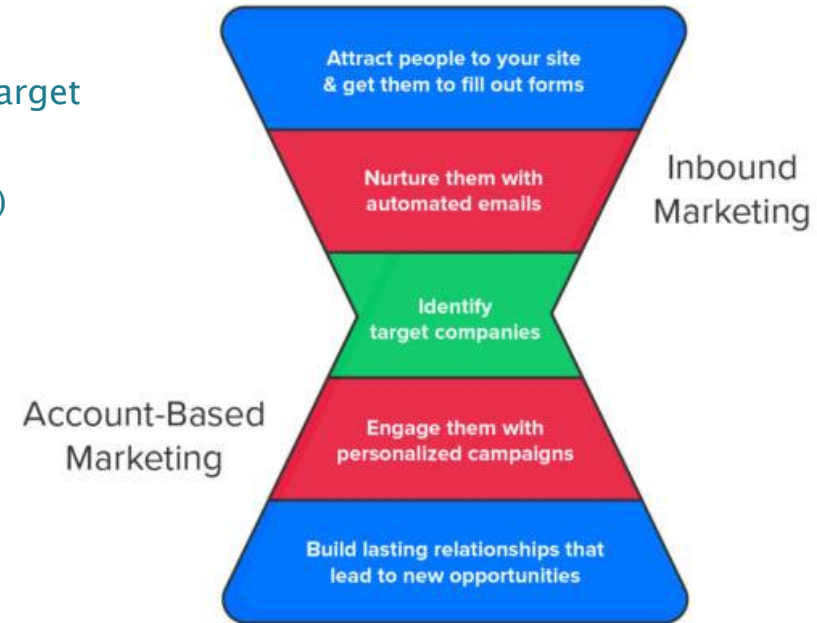 arget
)
Attract people to your site
& get them to fill out forms
Nurture them with
automated emails
Inbound
Marketing
Identify
target companies
Account-Based
Marketing
Engage them with
personalized campaigns
Build lasting relationships that
lead to new opportunities